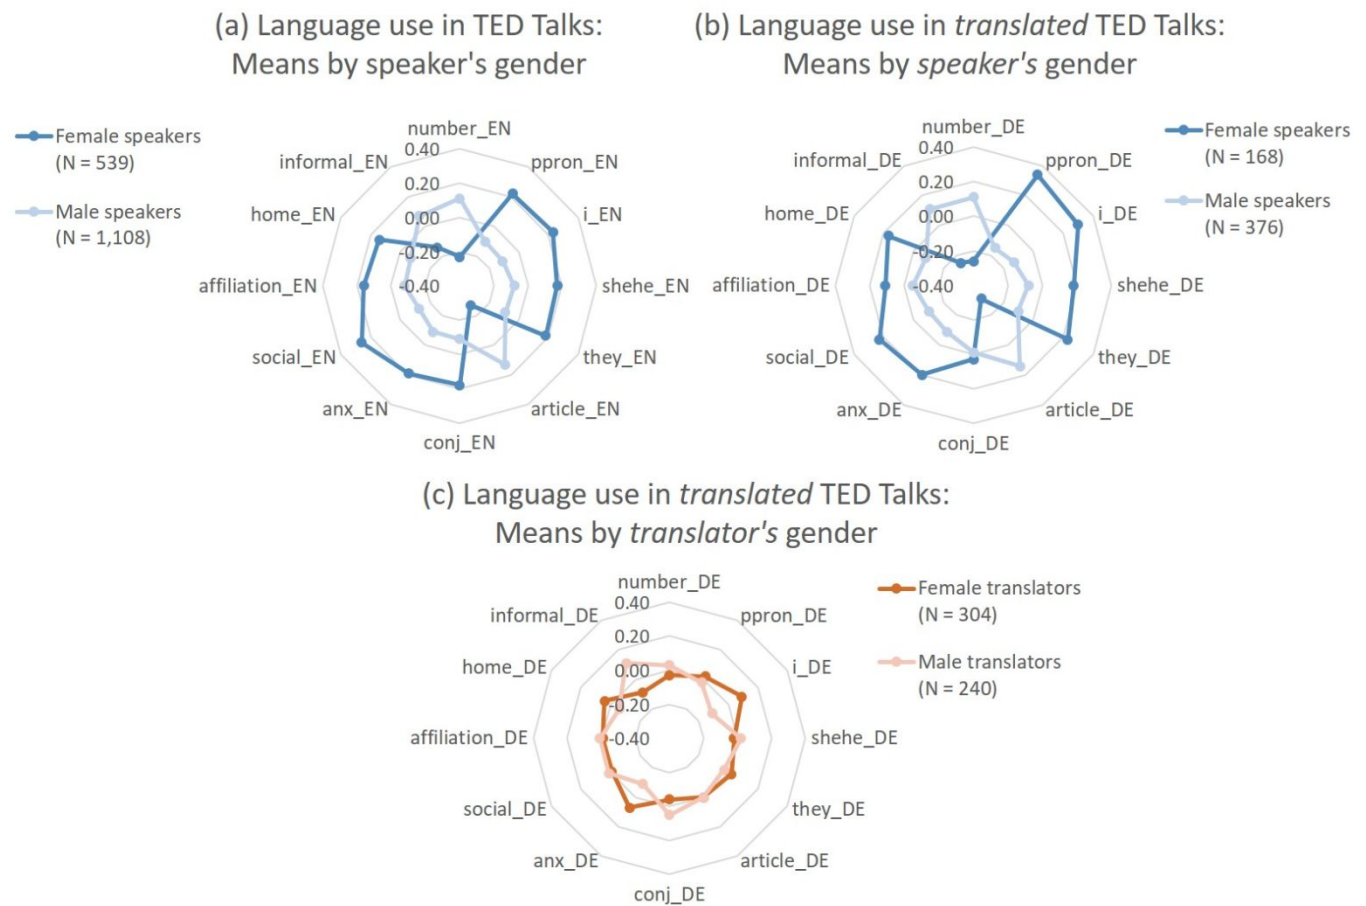 (a) Language use in TED Talks:
Means by speaker's gender
Female speakers
(N = 539)
Male speakers
(N = 1,108)
number_EN
ppron_EN
i_EN
shehe_EN
they_EN
article_EN
conj_EN
anx_EN
social_EN
affiliation_EN
home_EN
informal_EN
0.40
0.20
0.00
-0.20
-0.40
(b) Language use in translated TED Talks:
Means by speaker's gender
Female speakers
(N = 168)
Male speakers
(N = 376)
number_DE
ppron_DE
i_DE
shehe_DE
they_DE
article_DE
conj_DE
anx_DE
social_DE
affiliation_DE
home_DE
informal_DE
0.40
0.20
0.00
-0.20
-0.40
(c) Language use in translated TED Talks:
Means by translator's gender
Female translators
(N = 304)
Male translators
(N = 240)
number_DE
ppron_DE
i_DE
shehe_DE
they_DE
article_DE
conj_DE
anx_DE
social_DE
affiliation_DE
home_DE
informal_DE
0.40
0.20
0.00
-0.20
-0.40